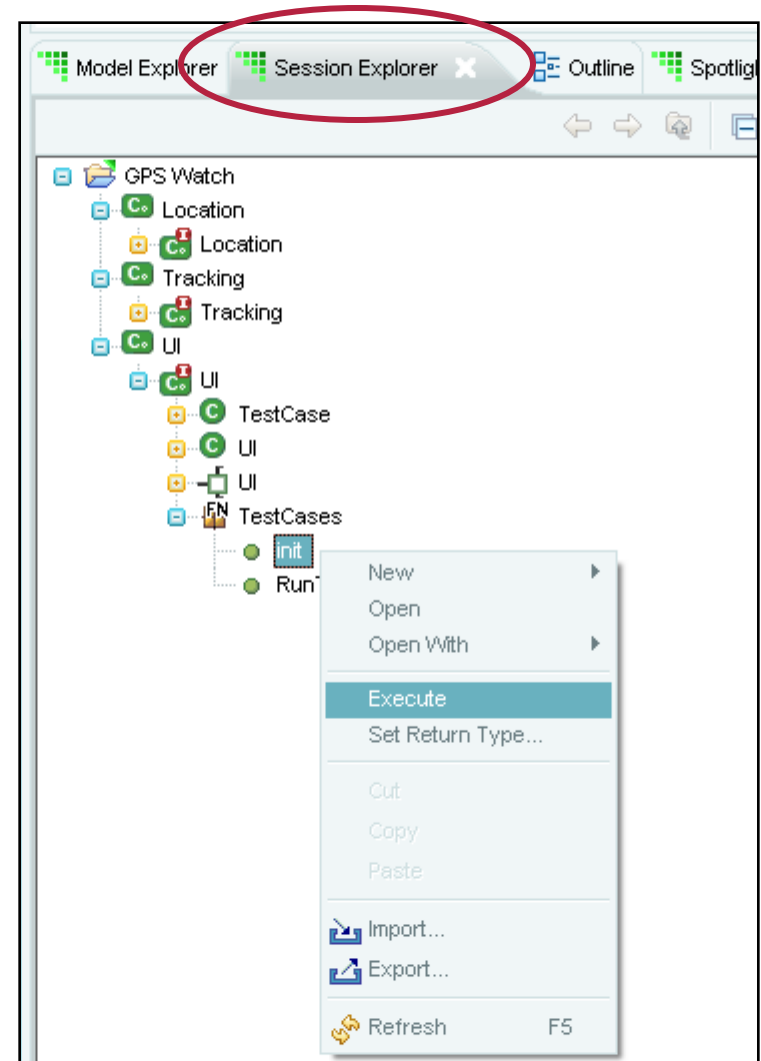 Model Explorer Session Explorer Outline
GPS Watch
Location
Location
Tracking
Tracking
UI
UI
TestCase
UI
UI
TestCases
init
New
Open
Open With
Execute
Set Return Type...
Cut
Copy
Paste
Import...
Export...
Refresh F5